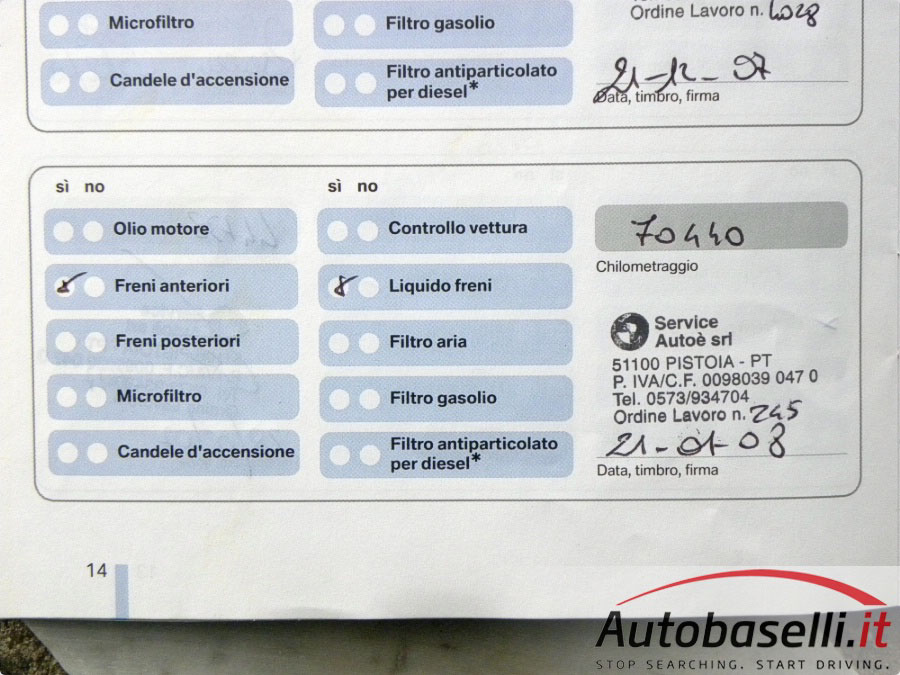 Ordine Lavoro n. 4028
Microfiltro
Filtro gasolio
Candele d'accensione
Filtro antiparticolato
per diesel*
21-12-07
Data, timbro, firma
sì no
sì no
Olio motore
Controllo vettura
70440
Chilometraggio
Freni anteriori
Liquido freni
Freni posteriori
Filtro aria
Microfiltro
Filtro gasolio
Candele d'accensione
Filtro antiparticolato
per diesel*
Service
Autoè srl
51100 PISTOIA - PT
P. IVA/C.F. 0098039 047 0
Tel. 0573/934704
Ordine Lavoro n. 245
21-01-08
Data, timbro, firma
14
Autobaselli.it
STOP SEARCHING. START DRIVING.